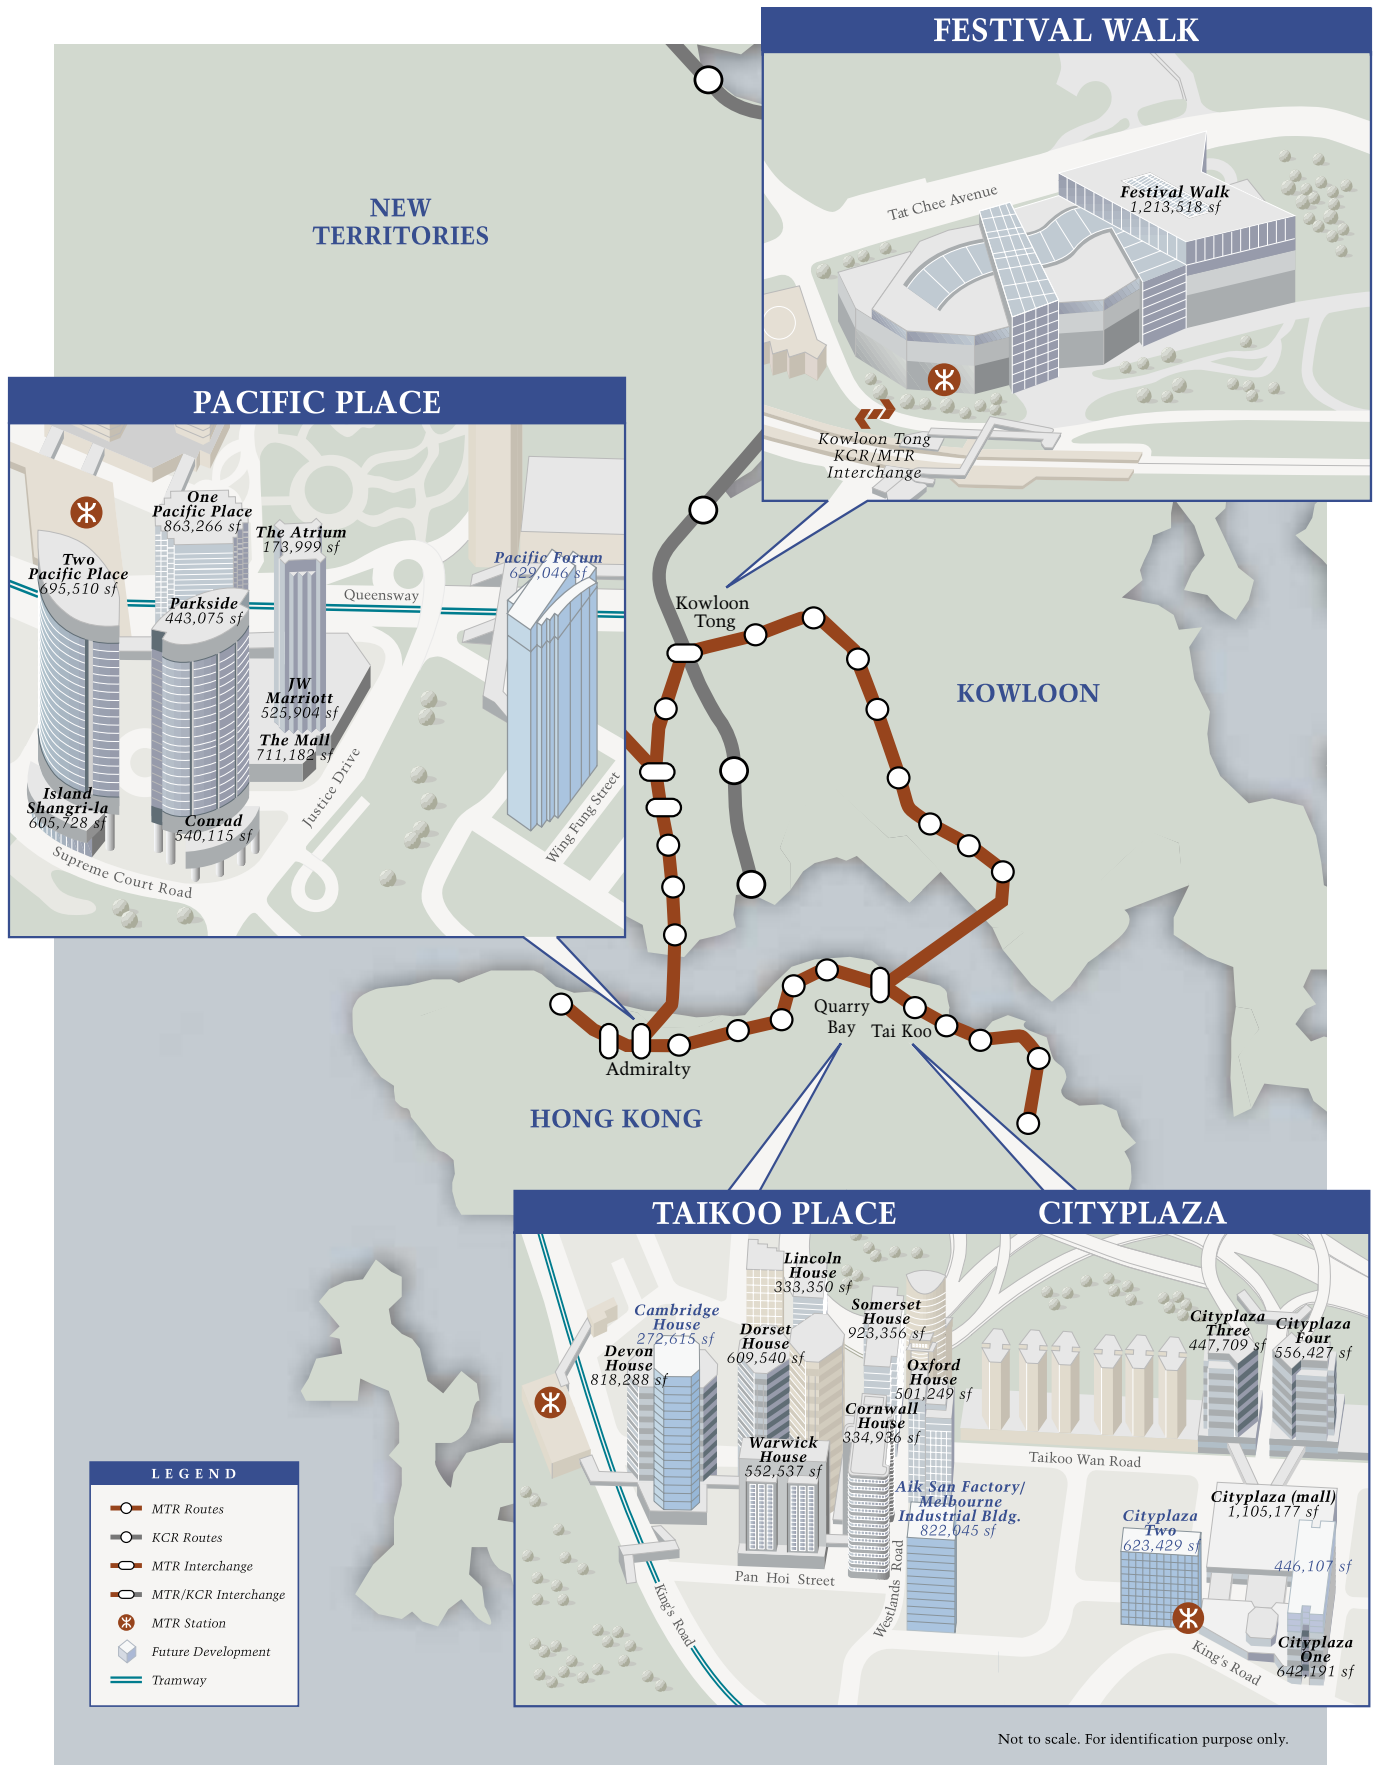 FESTIVAL WALK
Tat Chee Avenue
Festival Walk
1,213,518 sf
Kowloon Tong
KCR/MTR
Interchange
NEW
TERRITORIES
PACIFIC PLACE
One
Pacific Place
863,266 sf
The Atrium
173,999 sf
Two
Pacific Place
695,510 sf
Pacific Forum
629,046 sf
Parkside
443,075 sf
Queensway
JW
Marriott
525,904 sf
The Mall
711,182 sf
Island
Shangri-la
605,728 sf
Conrad
540,115 sf
Justice Drive
Wing Fung Street
Supreme Court Road
Kowloon
Tong
KOWLOON
Quarry
Bay
Tai Koo
Admiralty
HONG KONG
TAIKOO PLACE
CITYPLAZA
Lincoln
House
333,350 sf
Cambridge
House
272,615 sf
Devon
House
818,288 sf
Dorset
House
609,540 sf
Somerset
House
923,356 sf
Oxford
House
501,249 sf
Cornwall
House
334,936 sf
Warwick
House
552,537 sf
Aik San Factory/
Melbourne
Industrial Bldg.
822,045 sf
Pan Hoi Street
King's Road
Westlands Road
Cityplaza
Three
447,709 sf
Cityplaza
Four
556,427 sf
Taikoo Wan Road
Cityplaza (mall)
1,105,177 sf
Cityplaza
Two
623,429 sf
446,107 sf
Cityplaza
One
642,191 sf
King's Road
LEGEND
MTR Routes
KCR Routes
MTR Interchange
MTR/KCR Interchange
MTR Station
Future Development
Tramway
Not to scale. For identification purpose only.